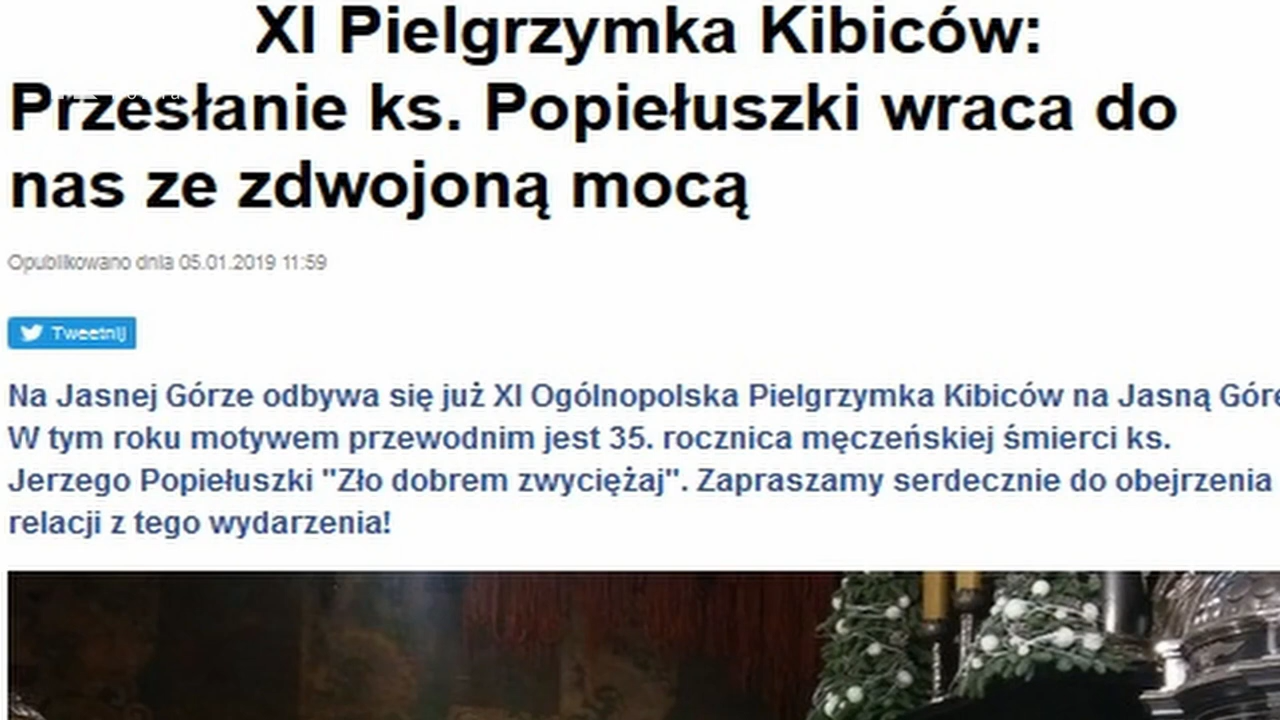 XI Pielgrzymka Kibiców:
Przesłanie ks. Popiełuszki wraca do
nas ze zdwojoną mocą
Opublikowano dnia 05.01.2019 11:59
Tweetnij
Na Jasnej Górze odbywa się już XI Ogólnopolska Pielgrzymka Kibiców na Jasną Górę
W tym roku motywem przewodnim jest 35. rocznica męczeńskiej śmierci ks.
Jerzego Popiełuszki "Zło dobrem zwyciężaj". Zapraszamy serdecznie do obejrzenia
relacji z tego wydarzenia!